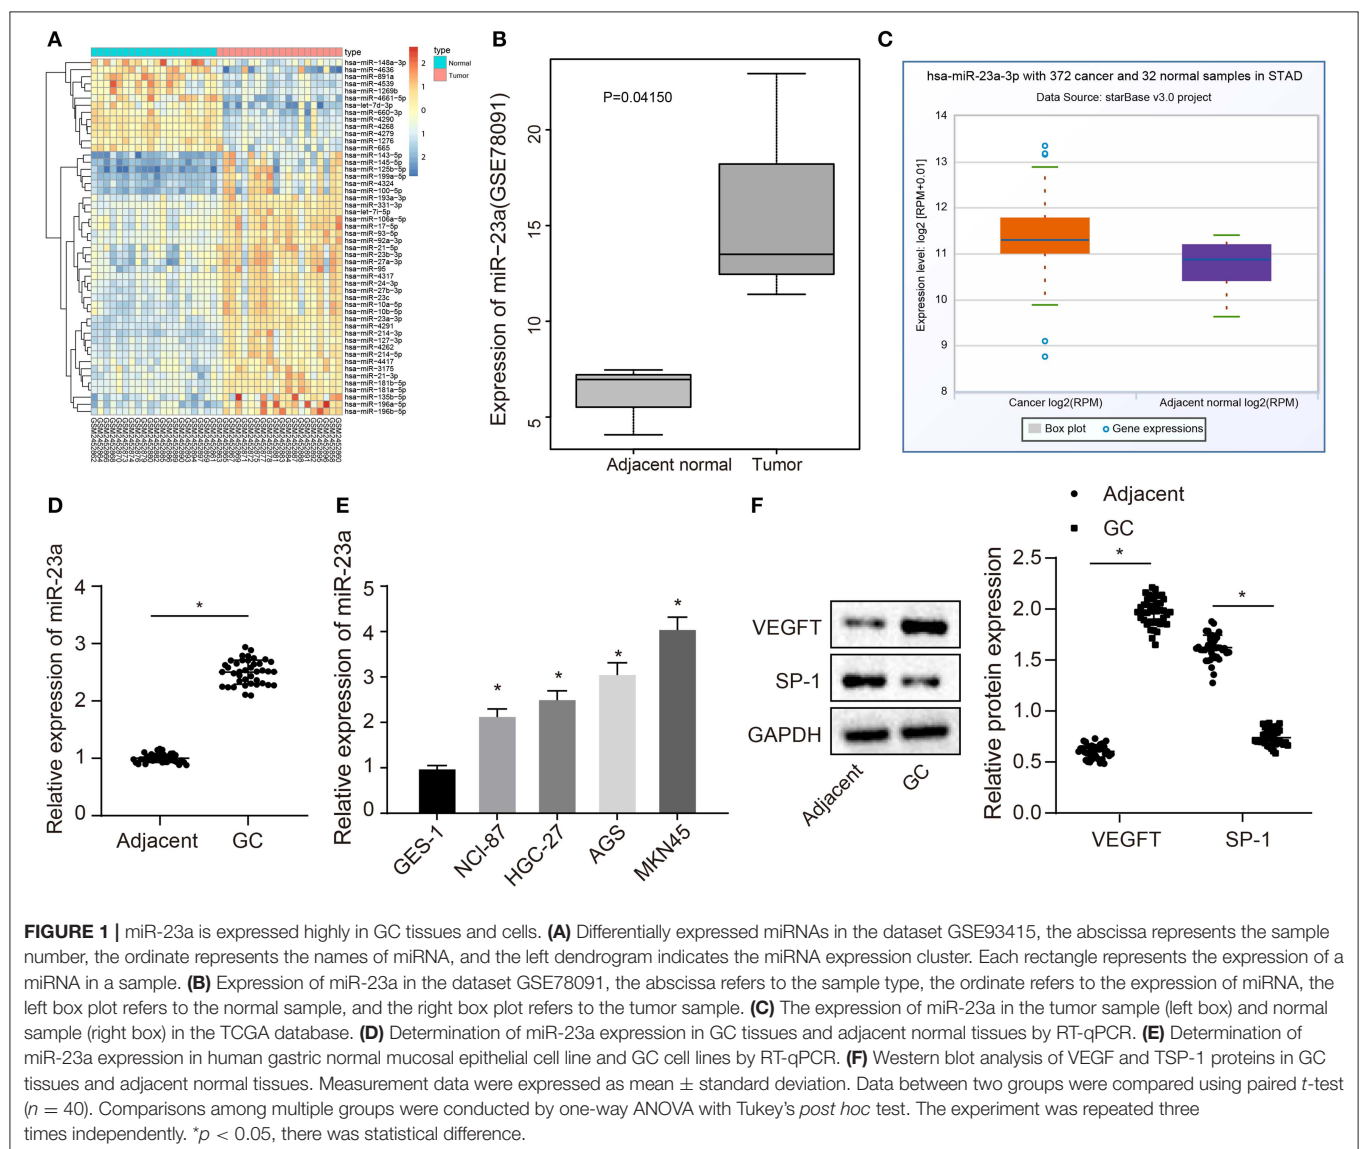 A
type
type
Normal
Tumor
2
1
0
1
2
hsa-miR-148a-3p
hsa-miR-4636
hsa-miR-891a
hsa-miR-4539
hsa-miR-1269b
hsa-miR-4661-5p
hsa-let-7d-3p
hsa-miR-660-3p
hsa-miR-4290
hsa-miR-4268
hsa-miR-4279
hsa-miR-1276
hsa-miR-665
hsa-miR-143-5p
hsa-miR-145-5p
hsa-miR-125b-5p
hsa-miR-199a-5p
hsa-miR-4324
hsa-miR-100-5p
hsa-miR-193a-3p
hsa-miR-331-3p
hsa-let-7i-5p
hsa-miR-106a-5p
hsa-miR-17-5p
hsa-miR-93-5p
hsa-miR-92a-3p
hsa-miR-21-5p
hsa-miR-23b-3p
hsa-miR-27a-3p
hsa-miR-95
hsa-miR-4317
hsa-miR-24-3p
hsa-miR-27b-3p
hsa-miR-23c
hsa-miR-10a-5p
hsa-miR-10b-5p
hsa-miR-23a-3p
hsa-miR-4291
hsa-miR-214-3p
hsa-miR-127-3p
hsa-miR-4262
hsa-miR-214-5p
hsa-miR-4417
hsa-miR-3175
hsa-miR-21-3p
hsa-miR-181b-5p
hsa-miR-181a-5p
hsa-miR-135b-5p
hsa-miR-196a-5p
hsa-miR-196b-5p
B
P=0.04150
Expression of miR-23a(GSE78091)
20
15
10
5
Adjacent normal
Tumor
C
hsa-miR-23a-3p with 372 cancer and 32 normal samples in STAD
Data Source: starBase v3.0 project
Expression level: log2 [RPM+0.01]
14
13
12
11
10
9
8
Cancer log2(RPM)
Adjacent normal log2(RPM)
Box plot
Gene expressions
D
Relative expression of miR-23a
4
3
2
1
0
*
Adjacent
GC
E
Relative expression of miR-23a
5
4
3
2
1
0
*
*
*
*
GES-1
NCI-87
HGC-27
AGS
MKN45
F
VEGFT
SP-1
GAPDH
Adjacent
GC
Adjacent
GC
Relative protein expression
2.5
2.0
1.5
1.0
0.5
0.0
*
*
VEGFT
SP-1
FIGURE 1 | miR-23a is expressed highly in GC tissues and cells. (A) Differentially expressed miRNAs in the dataset GSE93415, the abscissa represents the sample
number, the ordinate represents the names of miRNA, and the left dendrogram indicates the miRNA expression cluster. Each rectangle represents the expression of a
miRNA in a sample. (B) Expression of miR-23a in the dataset GSE78091, the abscissa refers to the sample type, the ordinate refers to the expression of miRNA, the
left box plot refers to the normal sample, and the right box plot refers to the tumor sample. (C) The expression of miR-23a in the tumor sample (left box) and normal
sample (right box) in the TCGA database. (D) Determination of miR-23a expression in GC tissues and adjacent normal tissues by RT-qPCR. (E) Determination of
miR-23a expression in human gastric normal mucosal epithelial cell line and GC cell lines by RT-qPCR. (F) Western blot analysis of VEGF and TSP-1 proteins in GC
tissues and adjacent normal tissues. Measurement data were expressed as mean ± standard deviation. Data between two groups were compared using paired t-test
(n = 40). Comparisons among multiple groups were conducted by one-way ANOVA with Tukey's post hoc test. The experiment was repeated three
times independently. *p < 0.05, there was statistical difference.